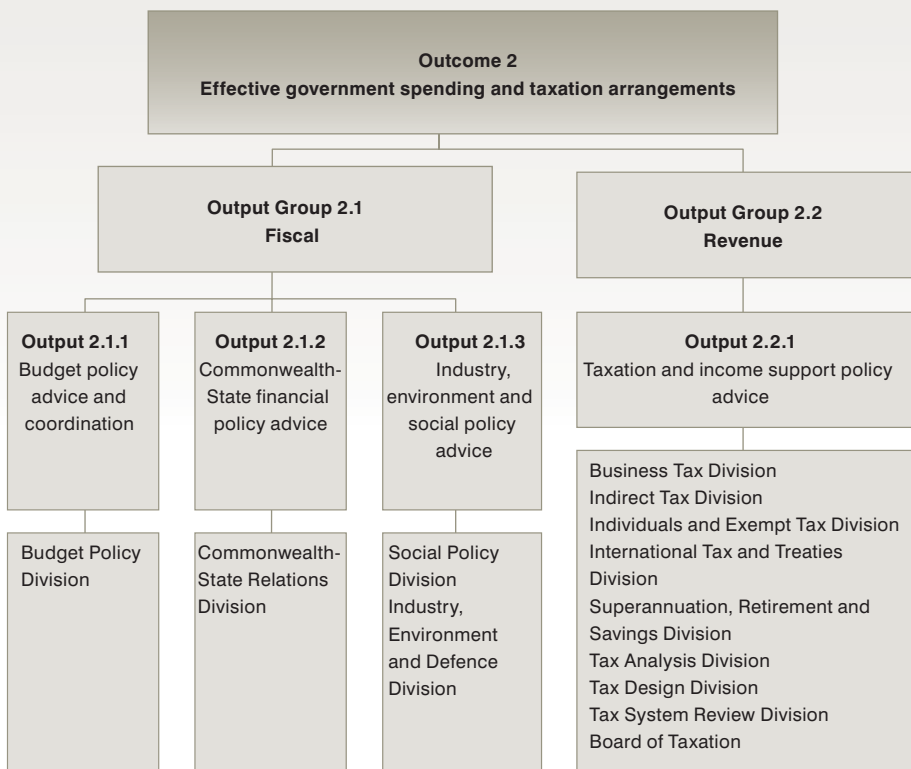 Outcome 2
Effective government spending and taxation arrangements
Output Group 2.1
Fiscal
Output Group 2.2
Revenue
Output 2.1.1
Budget policy
advice and
coordination
Output 2.1.2
Commonwealth-
State financial
policy advice
Output 2.1.3
Industry,
environment and
social policy
advice
Output 2.2.1
Taxation and income support policy
advice
Budget Policy
Division
Commonwealth-
State Relations
Division
Social Policy
Division
Industry,
Environment
and Defence
Division
Business Tax Division
Indirect Tax Division
Individuals and Exempt Tax Division
International Tax and Treaties
Division
Superannuation, Retirement and
Savings Division
Tax Analysis Division
Tax Design Division
Tax System Review Division
Board of Taxation